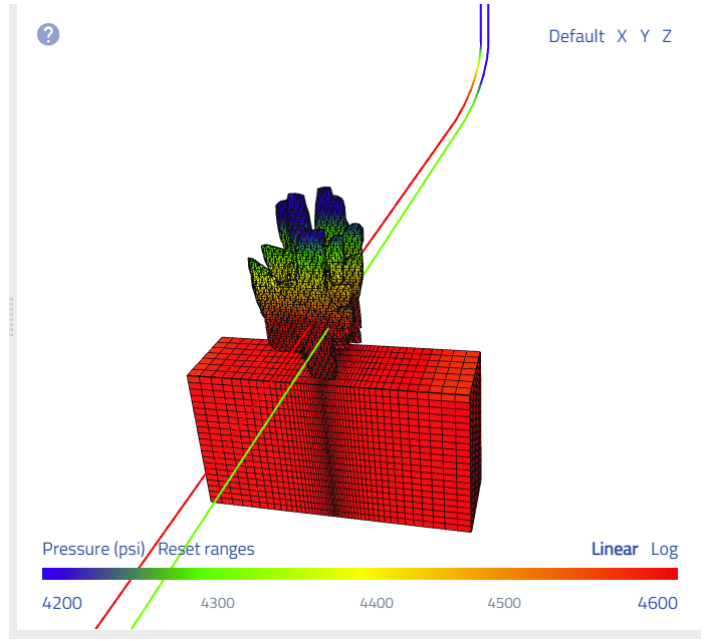 ?
Default X Y Z
Pressure (psi) Reset ranges Linear Log
4200 4300 4400 4500 4600